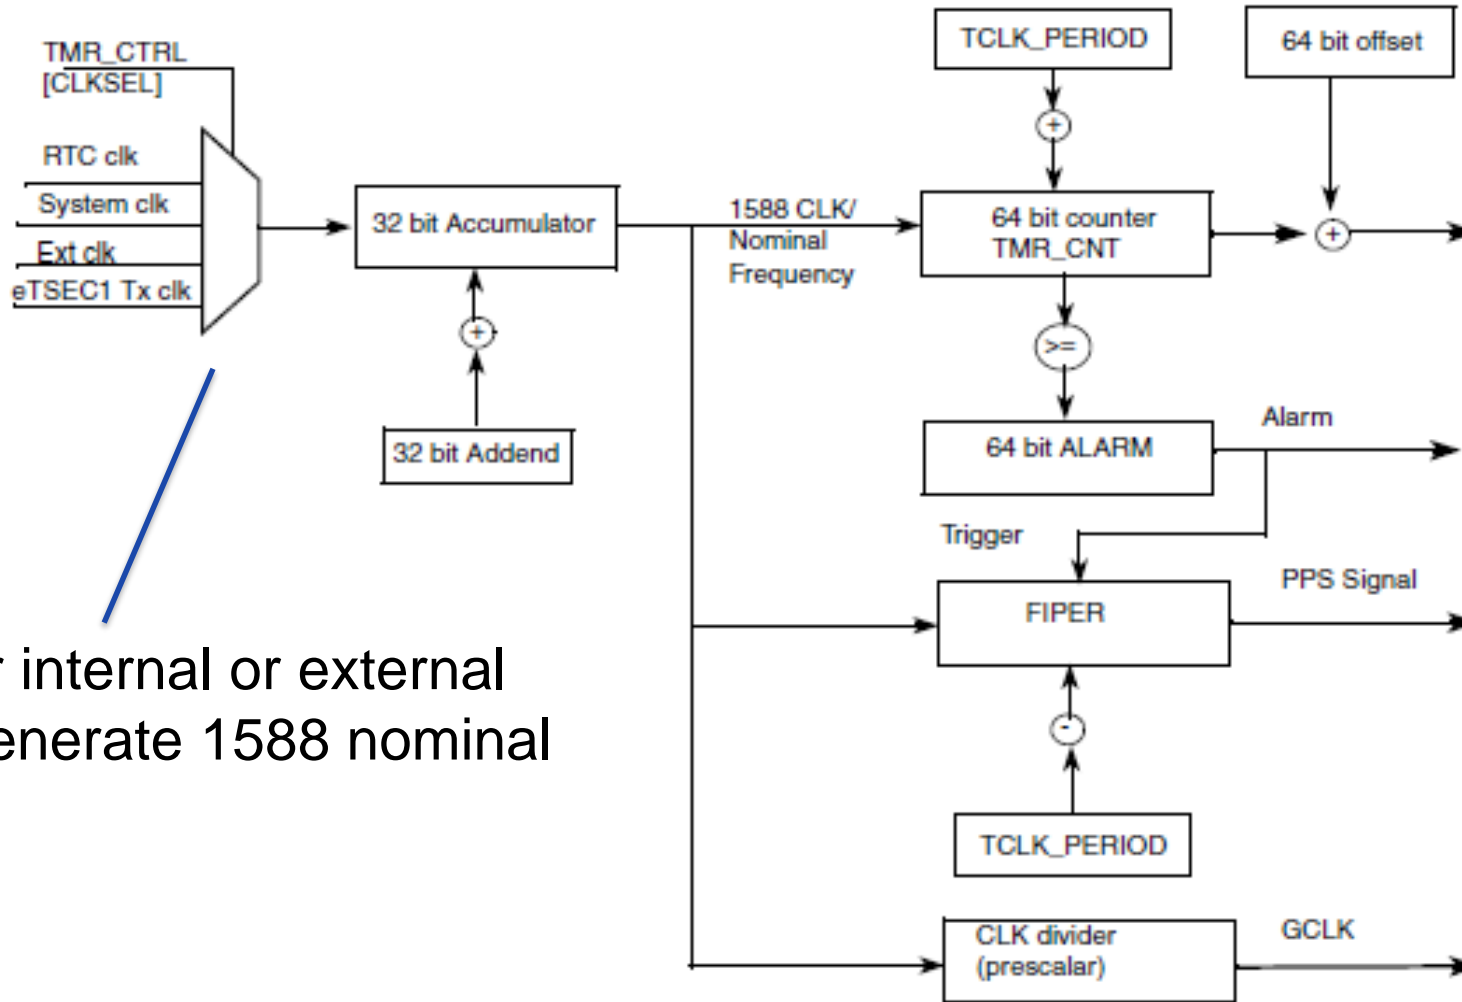 TMR_CTRL
[CLKSEL]
RTC clk
System clk
Ext clk
eTSEC1 Tx clk
32 bit Accumulator
32 bit Addend
1588 CLK/
Nominal
Frequency
TCLK_PERIOD
+
64 bit offset
64 bit counter
TMR_CNT
+
+
>=
64 bit ALARM
Alarm
Trigger
FIPER
PPS Signal
-
TCLK_PERIOD
CLK divider
(prescalar)
GCLK
r internal or external
enerate 1588 nominal